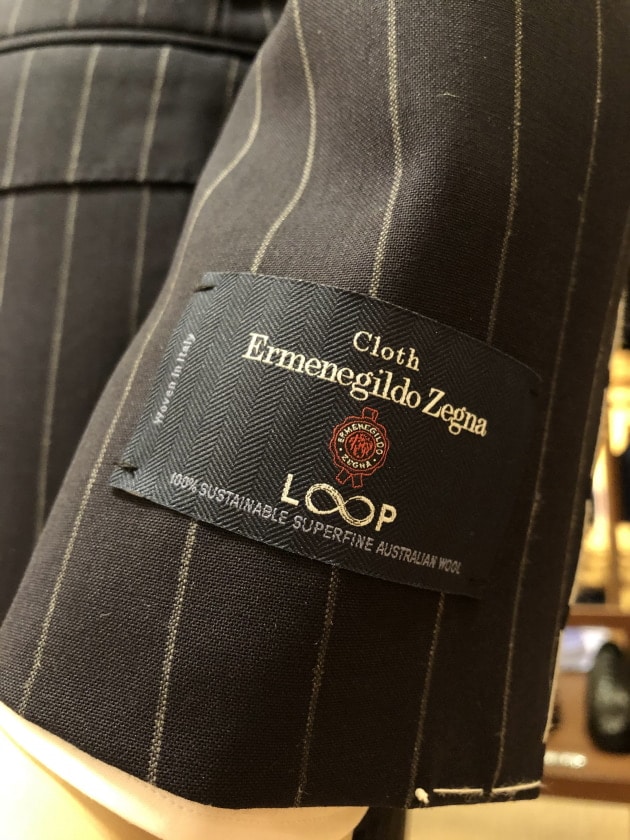 Cloth
Ermenegildo Zegna
ERMENEGILDO
ZEGNA
LOOP
100% SUSTAINABLE SUPERFINE AUSTRALIAN WOOL
Woven in Italy